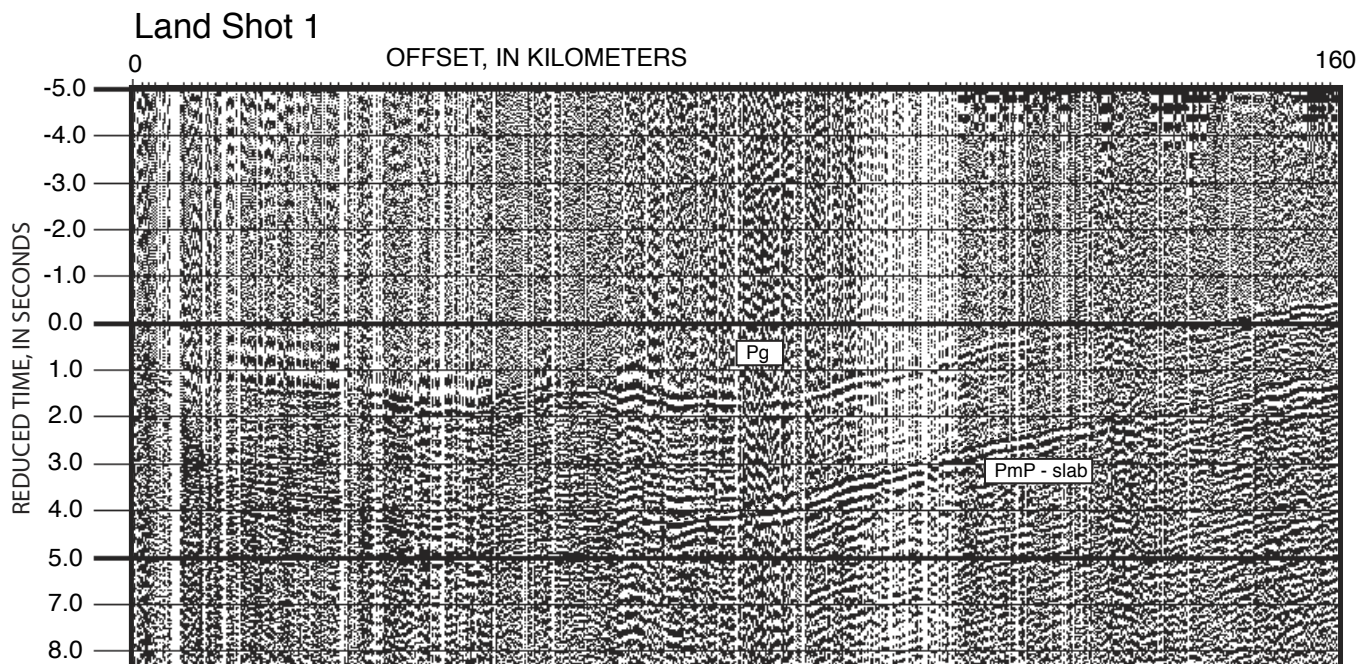 Land Shot 1
0 OFFSET, IN KILOMETERS 160
REDUCED TIME, IN SECONDS
-5.0
-4.0
-3.0
-2.0
-1.0
0.0
1.0
2.0
3.0
4.0
5.0
7.0
8.0
Pg
PmP - slab